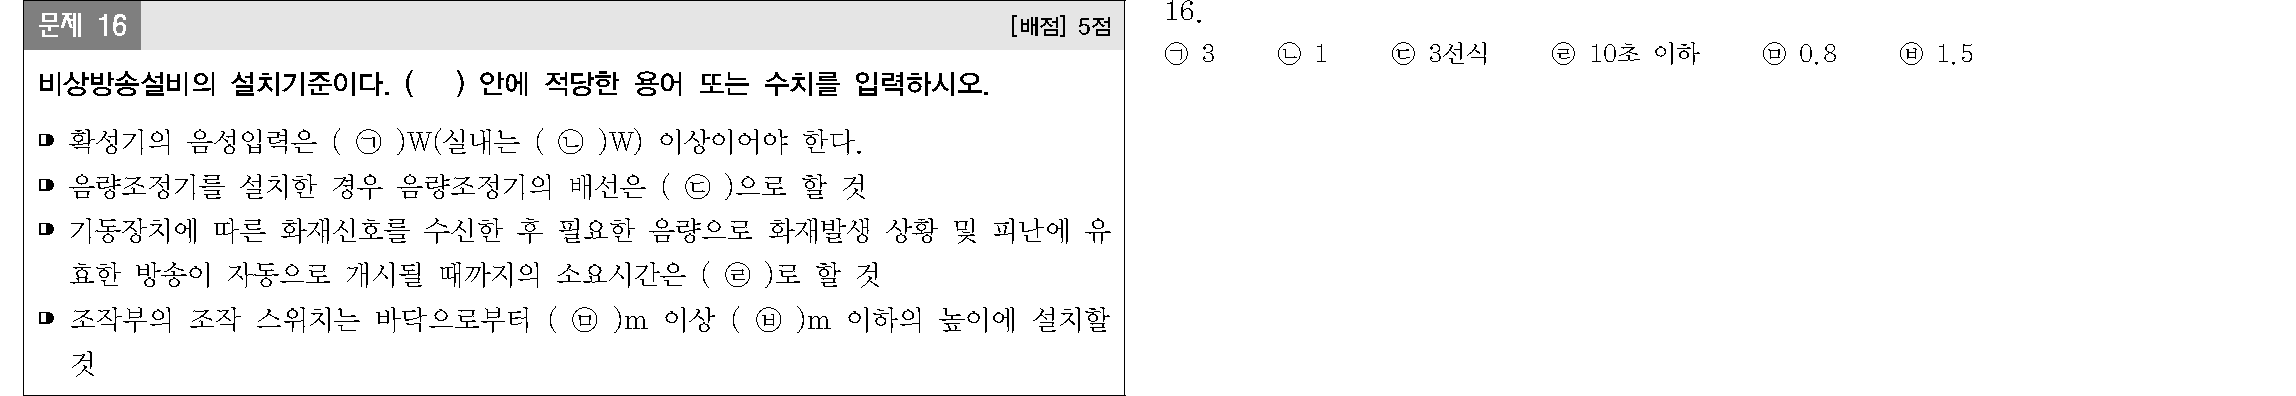 문제 16 [배점] 5점
비상방송설비의 설치기준이다. (   ) 안에 적당한 용어 또는 수치를 입력하시오.
확성기의 음성입력은 ( ㉠ )W(실내는 ( ㉡ )W) 이상이어야 한다.
음량조정기를 설치한 경우 음량조정기의 배선은 ( ㉢ )으로 할 것
기동장치에 따른 화재신호를 수신한 후 필요한 음량으로 화재발생 상황 및 피난에 유
효한 방송이 자동으로 개시될 때까지의 소요시간은 ( ㉣ )로 할 것
조작부의 조작 스위치는 바닥으로부터 ( ㉤ )m 이상 ( ㉥ )m 이하의 높이에 설치할
것
16.
㉠ 3 ㉡ 1 ㉢ 3선식 ㉣ 10초 이하 ㉤ 0.8 ㉥ 1.5